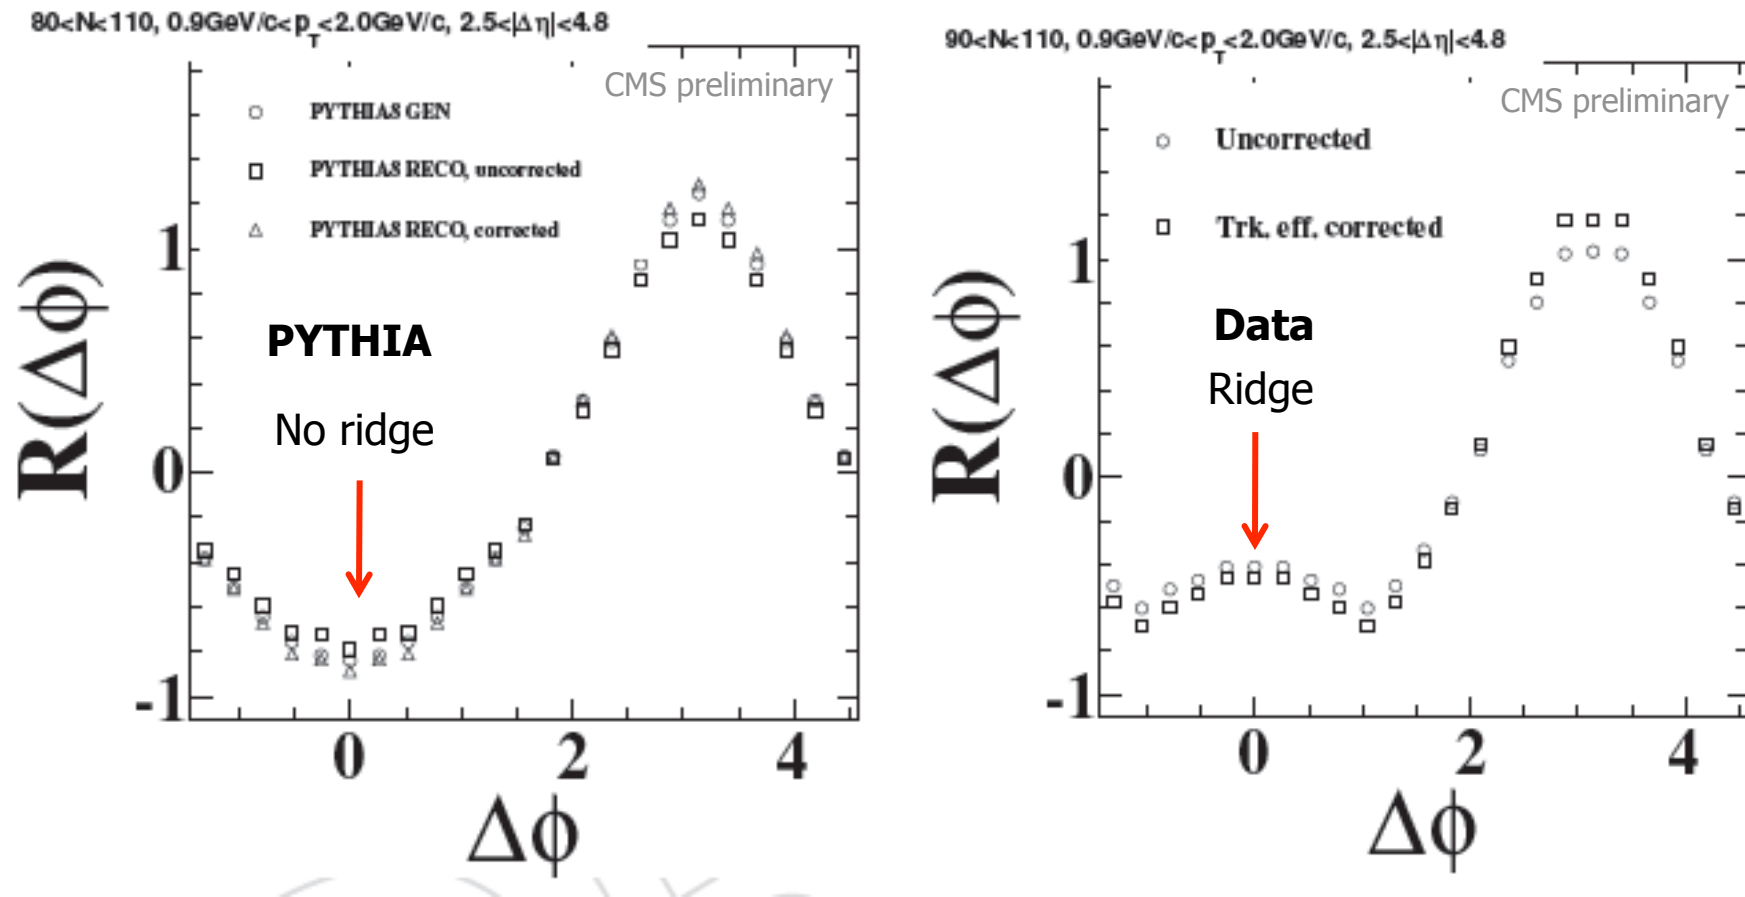 80<N<110, 0.9GeV/c<p_T<2.0GeV/c, 2.5<|Δη|<4.8
CMS preliminary
PYTHIA8 GEN
PYTHIA8 RECO, uncorrected
PYTHIA8 RECO, corrected
PYTHIA
No ridge
R(Δϕ)
1
0
-1
0
2
4
Δϕ
90<N<110, 0.9GeV/c<p_T<2.0GeV/c, 2.5<|Δη|<4.8
CMS preliminary
Uncorrected
Trk. eff. corrected
Data
Ridge
R(Δϕ)
1
0
-1
0
2
4
Δϕ